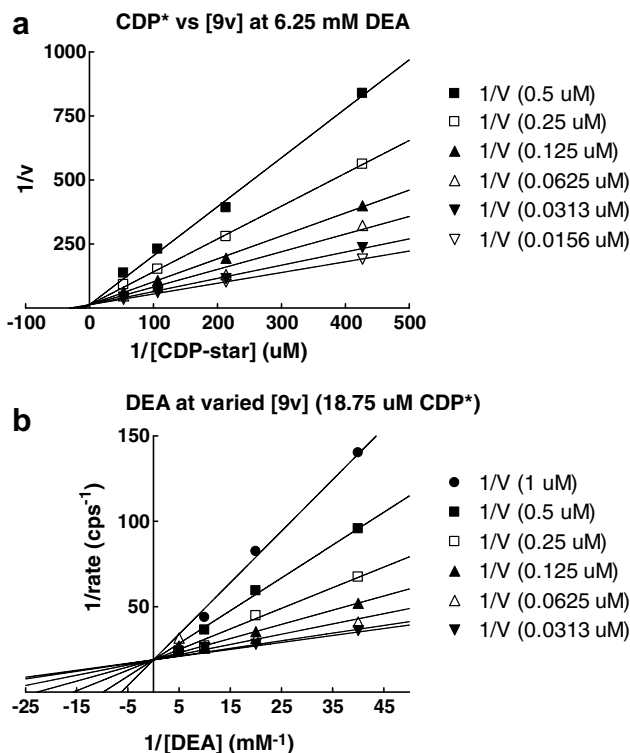 a
CDP* vs [9v] at 6.25 mM DEA
1000
750
500
250
1/v
-100 0 100 200 300 400 500
1/[CDP-star] (uM)
1/V (0.5 uM)
1/V (0.25 uM)
1/V (0.125 uM)
1/V (0.0625 uM)
1/V (0.0313 uM)
1/V (0.0156 uM)
b
DEA at varied [9v] (18.75 uM CDP*)
150
100
50
1/rate (cps⁻¹)
-25 -15 -5 5 15 25 35 45
1/[DEA] (mM⁻¹)
1/V (1 uM)
1/V (0.5 uM)
1/V (0.25 uM)
1/V (0.125 uM)
1/V (0.0625 uM)
1/V (0.0313 uM)